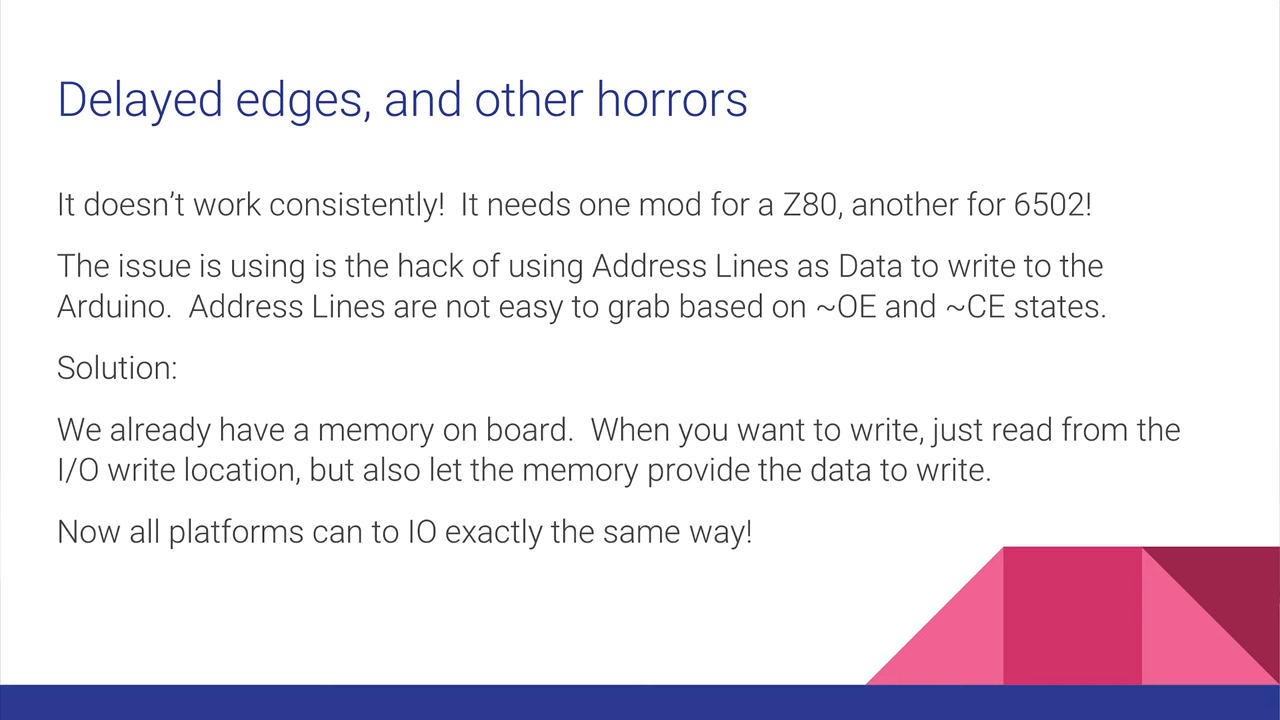 Delayed edges, and other horrors
It doesn’t work consistently!  It needs one mod for a Z80, another for 6502!
The issue is using is the hack of using Address Lines as Data to write to the
Arduino.  Address Lines are not easy to grab based on ~OE and ~CE states.
Solution:
We already have a memory on board.  When you want to write, just read from the
I/O write location, but also let the memory provide the data to write.
Now all platforms can to IO exactly the same way!